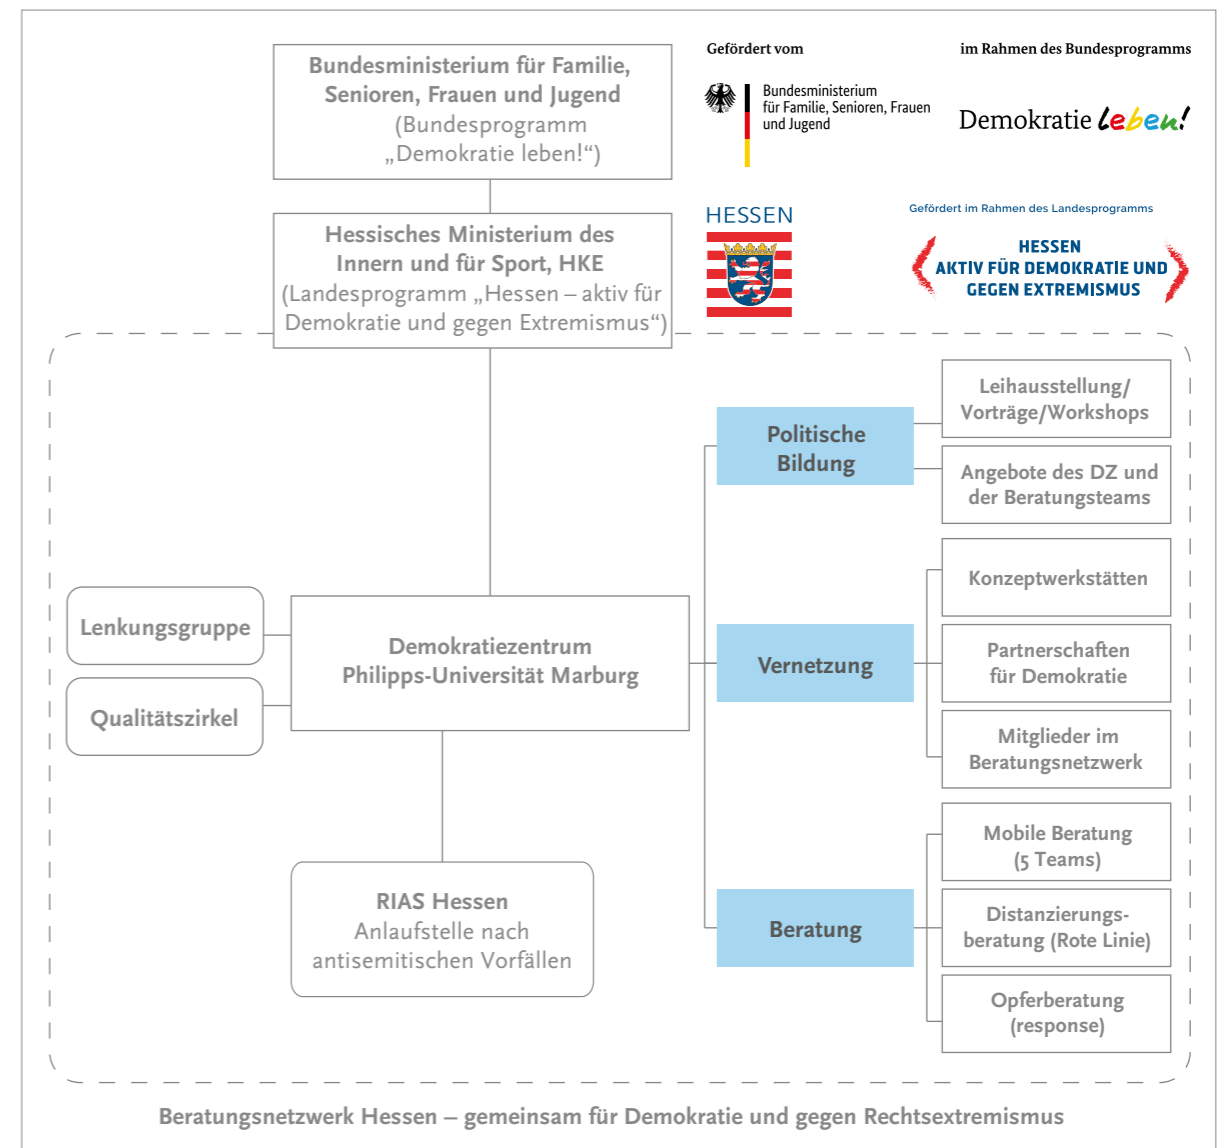 Bundesministerium für Familie,
Senioren, Frauen und Jugend
(Bundesprogramm
„Demokratie leben!“)
Gefördert vom
Bundesministerium
für Familie, Senioren, Frauen
und Jugend
im Rahmen des Bundesprogramms
Demokratie Leben!
Hessisches Ministerium des
Innern und für Sport, HKE
(Landesprogramm „Hessen – aktiv für
Demokratie und gegen Extremismus“)
HESSEN
Gefördert im Rahmen des Landesprogramms
HESSEN
AKTIV FÜR DEMOKRATIE UND
GEGEN EXTREMISMUS
Lenkungsgruppe
Qualitätszirkel
Demokratiezentrum
Philipps-Universität Marburg
RIAS Hessen
Anlaufstelle nach
antisemitischen Vorfällen
Politische
Bildung
Leihausstellung/
Vorträge/Workshops
Angebote des DZ und
der Beratungsteams
Vernetzung
Konzeptwerkstätten
Partnerschaften
für Demokratie
Mitglieder im
Beratungsnetzwerk
Beratung
Mobile Beratung
(5 Teams)
Distanzierungs-
beratung (Rote Linie)
Opferberatung
(response)
Beratungsnetzwerk Hessen – gemeinsam für Demokratie und gegen Rechtsextremismus